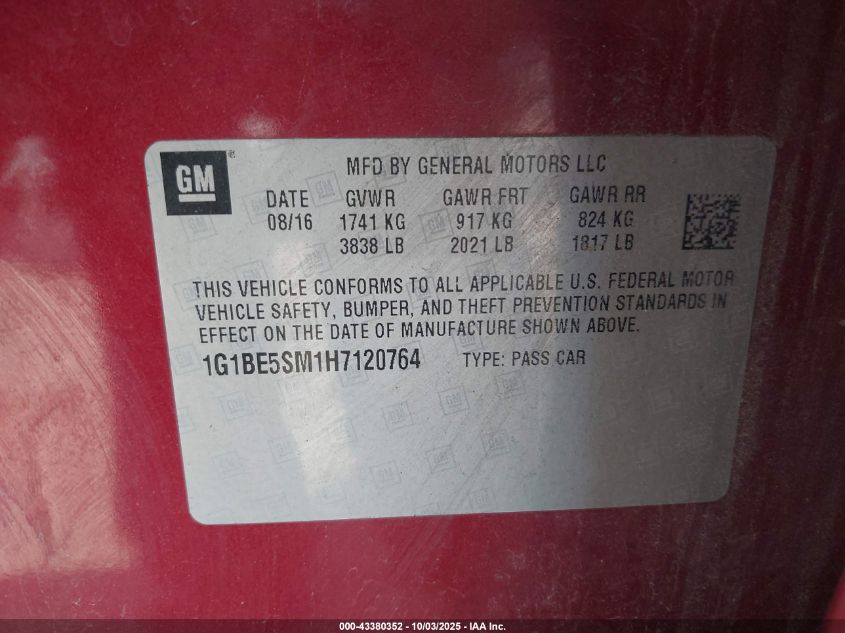 GM
MFD BY GENERAL MOTORS LLC
DATE GVWR GAWR FRT GAWR RR
08/16 1741 KG 917 KG 824 KG
3838 LB 2021 LB 1817 LB
THIS VEHICLE CONFORMS TO ALL APPLICABLE U.S. FEDERAL MOTOR
VEHICLE SAFETY, BUMPER, AND THEFT PREVENTION STANDARDS IN
EFFECT ON THE DATE OF MANUFACTURE SHOWN ABOVE.
1G1BE5SM1H7120764 TYPE: PASS CAR
000-43380352 - 10/03/2025 - IAA Inc.